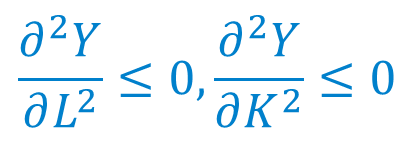 ∂²Y/∂L² ≤ 0, ∂²Y/∂K² ≤ 0